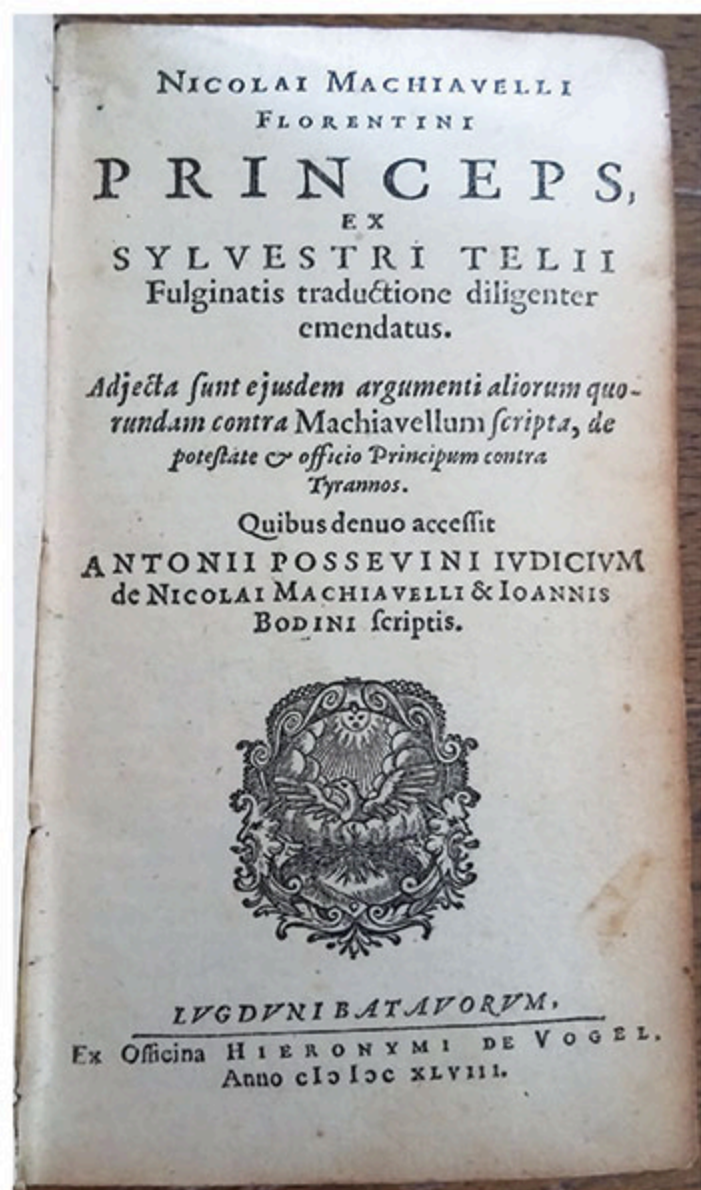 NICOLAI MACHIAVELLI
FLORENTINI
PRINCEPS,
EX
SYLVESTRI TELII
Fulginatis traductione diligenter
emendatus.
Adjecta ſunt ejusdem argumenti aliorum quo-
rundam contra Machiavellum ſcripta, de
poteſtate & officio Principum contra
Tyrannos.
Quibus denuo acceſſit
ANTONII POSSEVINI IVDICIVM
de NICOLAI MACHIAVELLI & IOANNIS
BODINI ſcriptis.
LVGDVNI BATAVORVM,
Ex Officina HIERONYMI DE VOGEL.
Anno cIↄ Iↄc XLVIII.